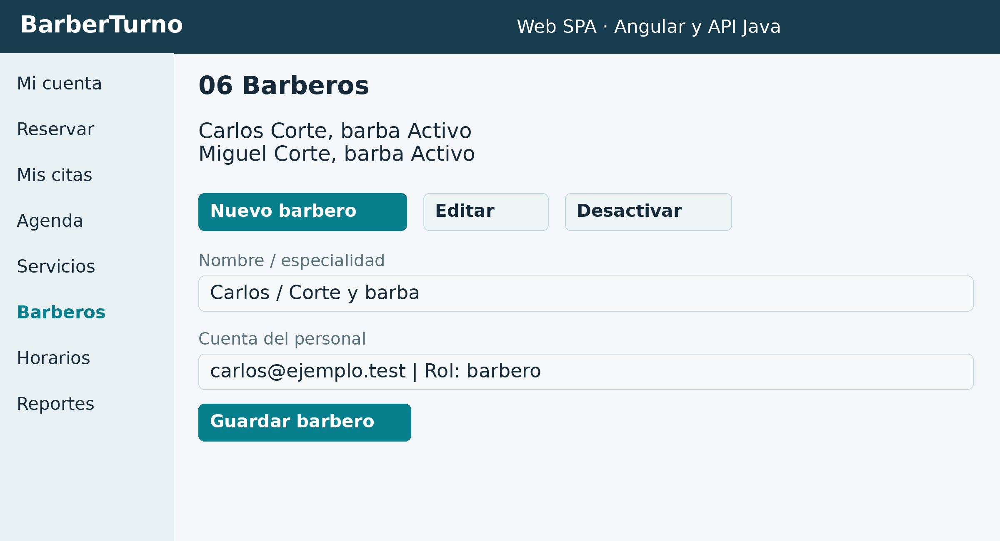 BarberTurno
Web SPA · Angular y API Java
Mi cuenta
Reservar
Mis citas
Agenda
Servicios
Barberos
Horarios
Reportes
06 Barberos
Carlos Corte, barba Activo
Miguel Corte, barba Activo
Nuevo barbero
Editar
Desactivar
Nombre / especialidad
Carlos / Corte y barba
Cuenta del personal
carlos@ejemplo.test | Rol: barbero
Guardar barbero